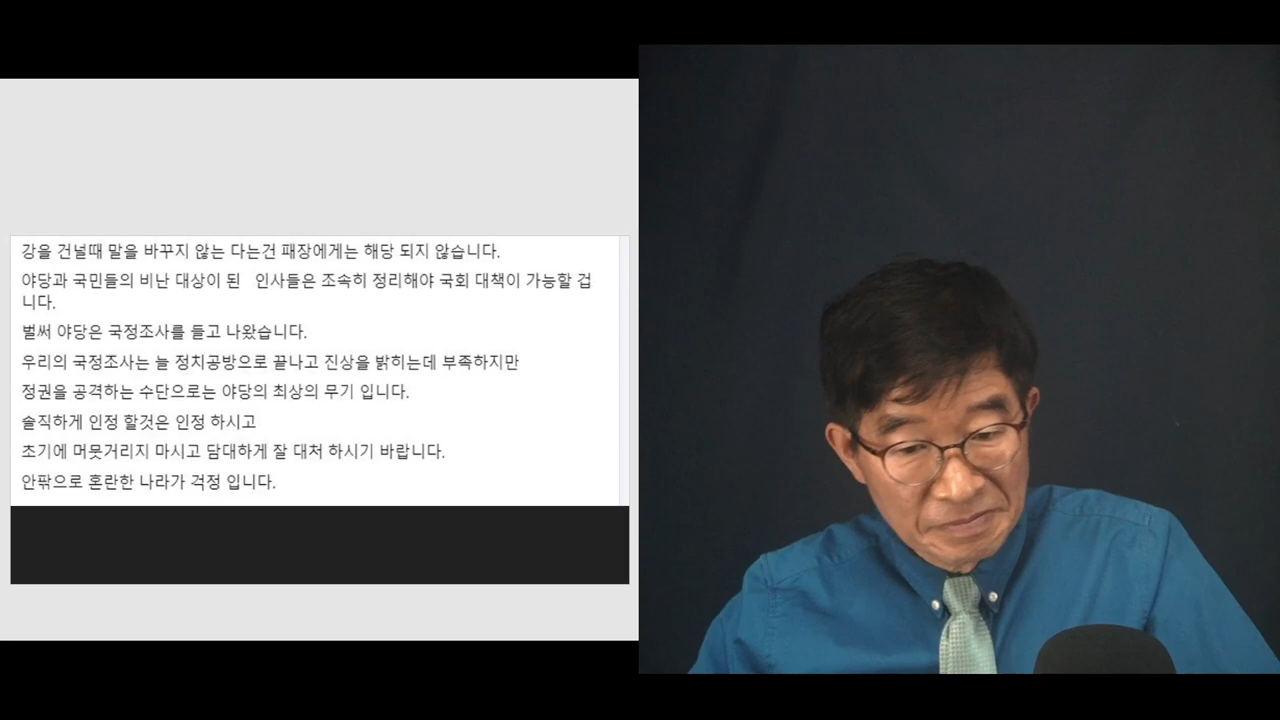 강을 건널때 말을 바꾸지 않는 다는건 패장에게는 해당 되지 않습니다.
야당과 국민들의 비난 대상이 된 인사들은 조속히 정리해야 국회 대책이 가능할 겁
니다.
벌써 야당은 국정조사를 들고 나왔습니다.
우리의 국정조사는 늘 정치공방으로 끝나고 진상을 밝히는데 부족하지만
정권을 공격하는 수단으로는 야당의 최상의 무기 입니다.
솔직하게 인정 할것은 인정 하시고
초기에 머뭇거리지 마시고 담대하게 잘 대처 하시기 바랍니다.
안팎으로 혼란한 나라가 걱정 입니다.